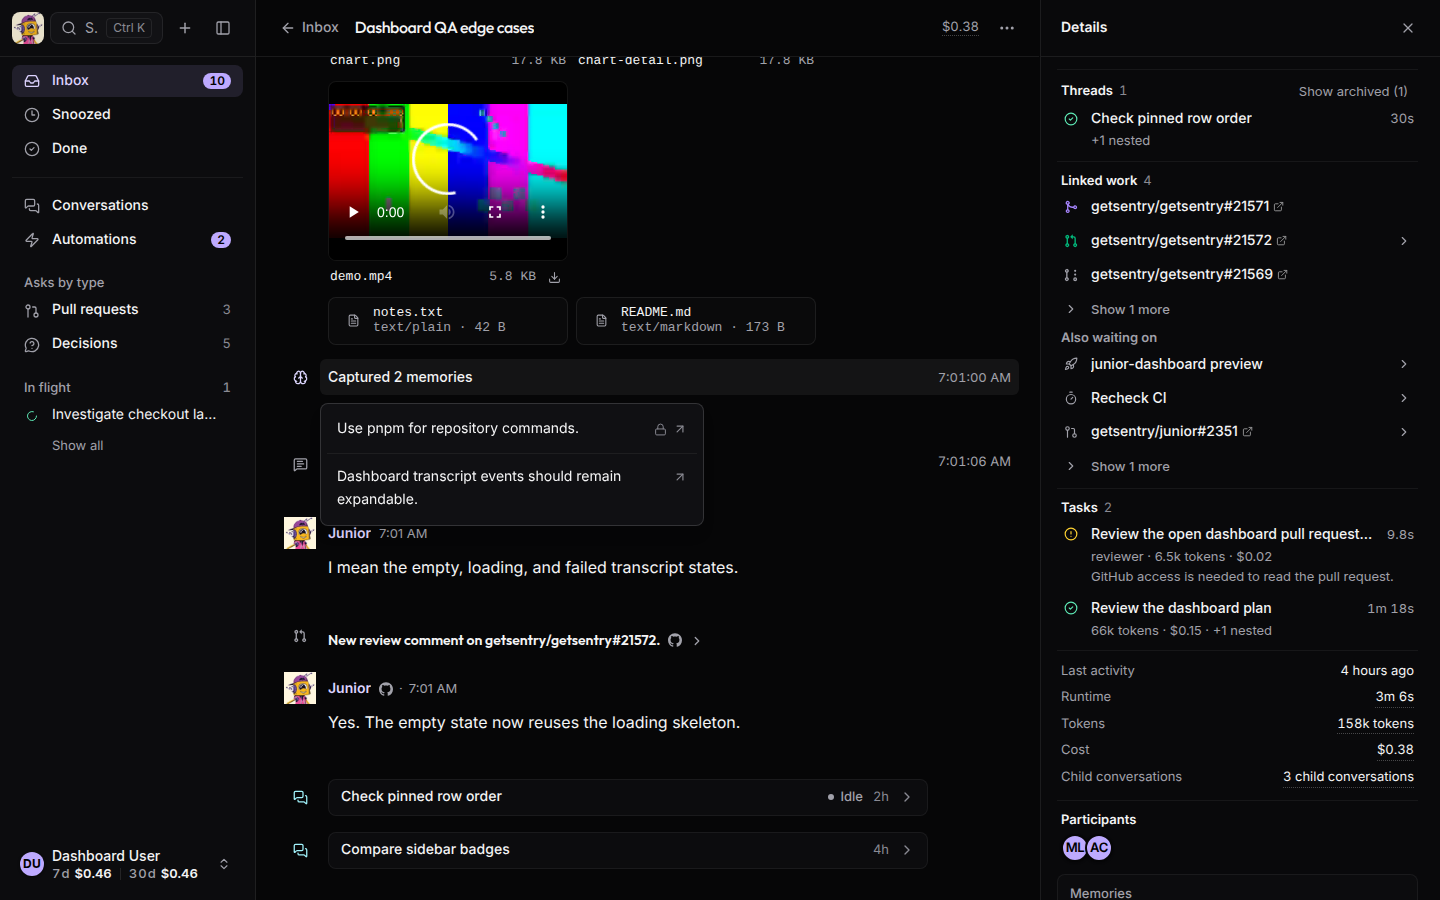 S.
Ctrl K
Inbox
10
Snoozed
Done
Conversations
Automations
2
Asks by type
Pull requests
3
Decisions
5
In flight
1
Investigate checkout la...
Show all
DU
Dashboard User
7d $0.46 30d $0.46
Inbox
Dashboard QA edge cases
$0.38
chart.png 17.8 KB
chart-detail.png 17.8 KB
0:00
demo.mp4 5.8 KB
notes.txt
text/plain · 42 B
README.md
text/markdown · 173 B
Captured 2 memories
7:01:00 AM
Use pnpm for repository commands.
Dashboard transcript events should remain
expandable.
7:01:06 AM
Junior 7:01 AM
I mean the empty, loading, and failed transcript states.
New review comment on getsentry/getsentry#21572.
Junior · 7:01 AM
Yes. The empty state now reuses the loading skeleton.
Check pinned row order
Idle 2h
Compare sidebar badges
4h
Details
Threads 1
Show archived (1)
Check pinned row order
30s
+1 nested
Linked work 4
getsentry/getsentry#21571
getsentry/getsentry#21572
getsentry/getsentry#21569
Show 1 more
Also waiting on
junior-dashboard preview
Recheck CI
getsentry/junior#2351
Show 1 more
Tasks 2
Review the open dashboard pull request...
9.8s
reviewer · 6.5k tokens · $0.02
GitHub access is needed to read the pull request.
Review the dashboard plan
1m 18s
66k tokens · $0.15 · +1 nested
Last activity
4 hours ago
Runtime
3m 6s
Tokens
158k tokens
Cost
$0.38
Child conversations
3 child conversations
Participants
ML AC
Memories